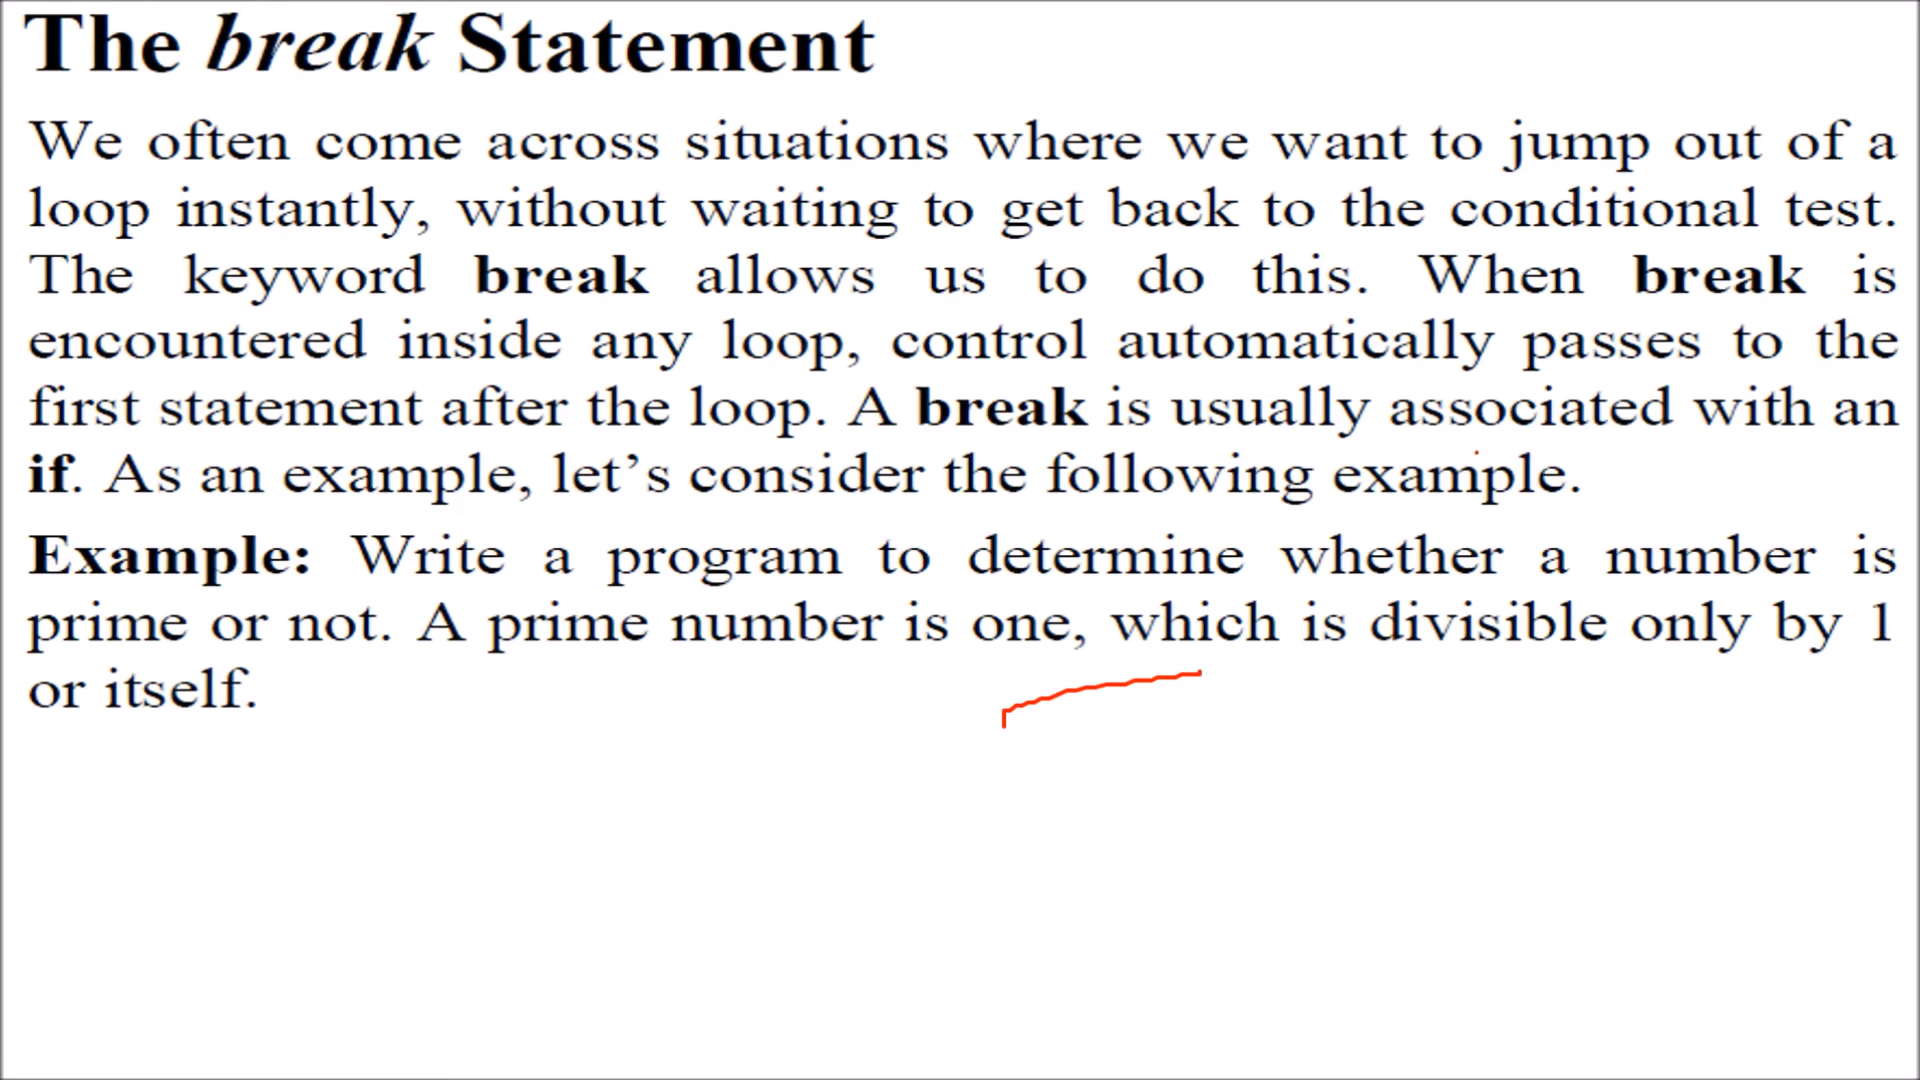 The break Statement
We often come across situations where we want to jump out of a
loop instantly, without waiting to get back to the conditional test.
The keyword break allows us to do this. When break is
encountered inside any loop, control automatically passes to the
first statement after the loop. A break is usually associated with an
if. As an example, let’s consider the following example.
Example: Write a program to determine whether a number is
prime or not. A prime number is one, which is divisible only by 1
or itself.